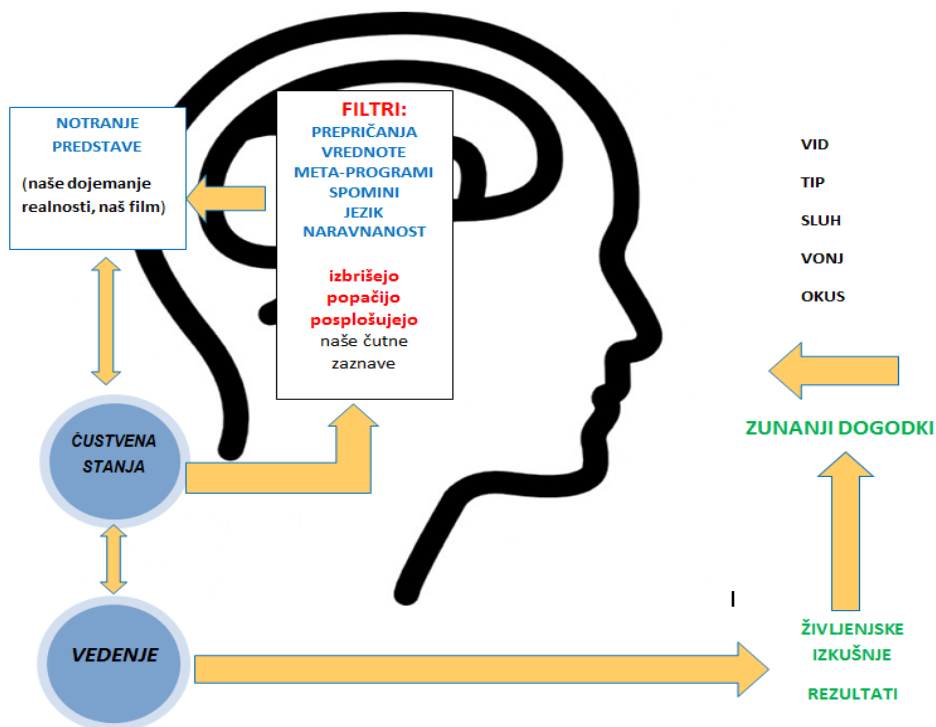 NOTRANJE
PREDSTAVE
(naše dojemanje
realnosti, naš film)
FILTRI:
PREPRIČANJA
VREDNOTE
META-PROGRAMI
SPOMINI
JEZIK
NARAVNANOST
izbrišejo
popačijo
posplošujejo
naše čutne
zaznave
VID
TIP
SLUH
VONJ
OKUS
ZUNANJI DOGODKI
ČUSTVENA
STANJA
VEDENJE
ŽIVLJENJSKE
IZKUŠNJE
REZULTATI